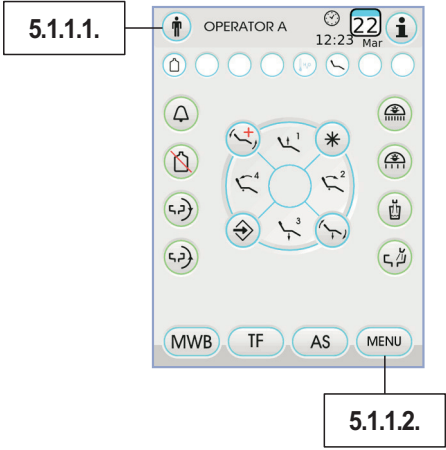 5.1.1.1.
OPERATOR A
22
12:23 Mar
1
4
2
3
MWB TF AS MENU
5.1.1.2.